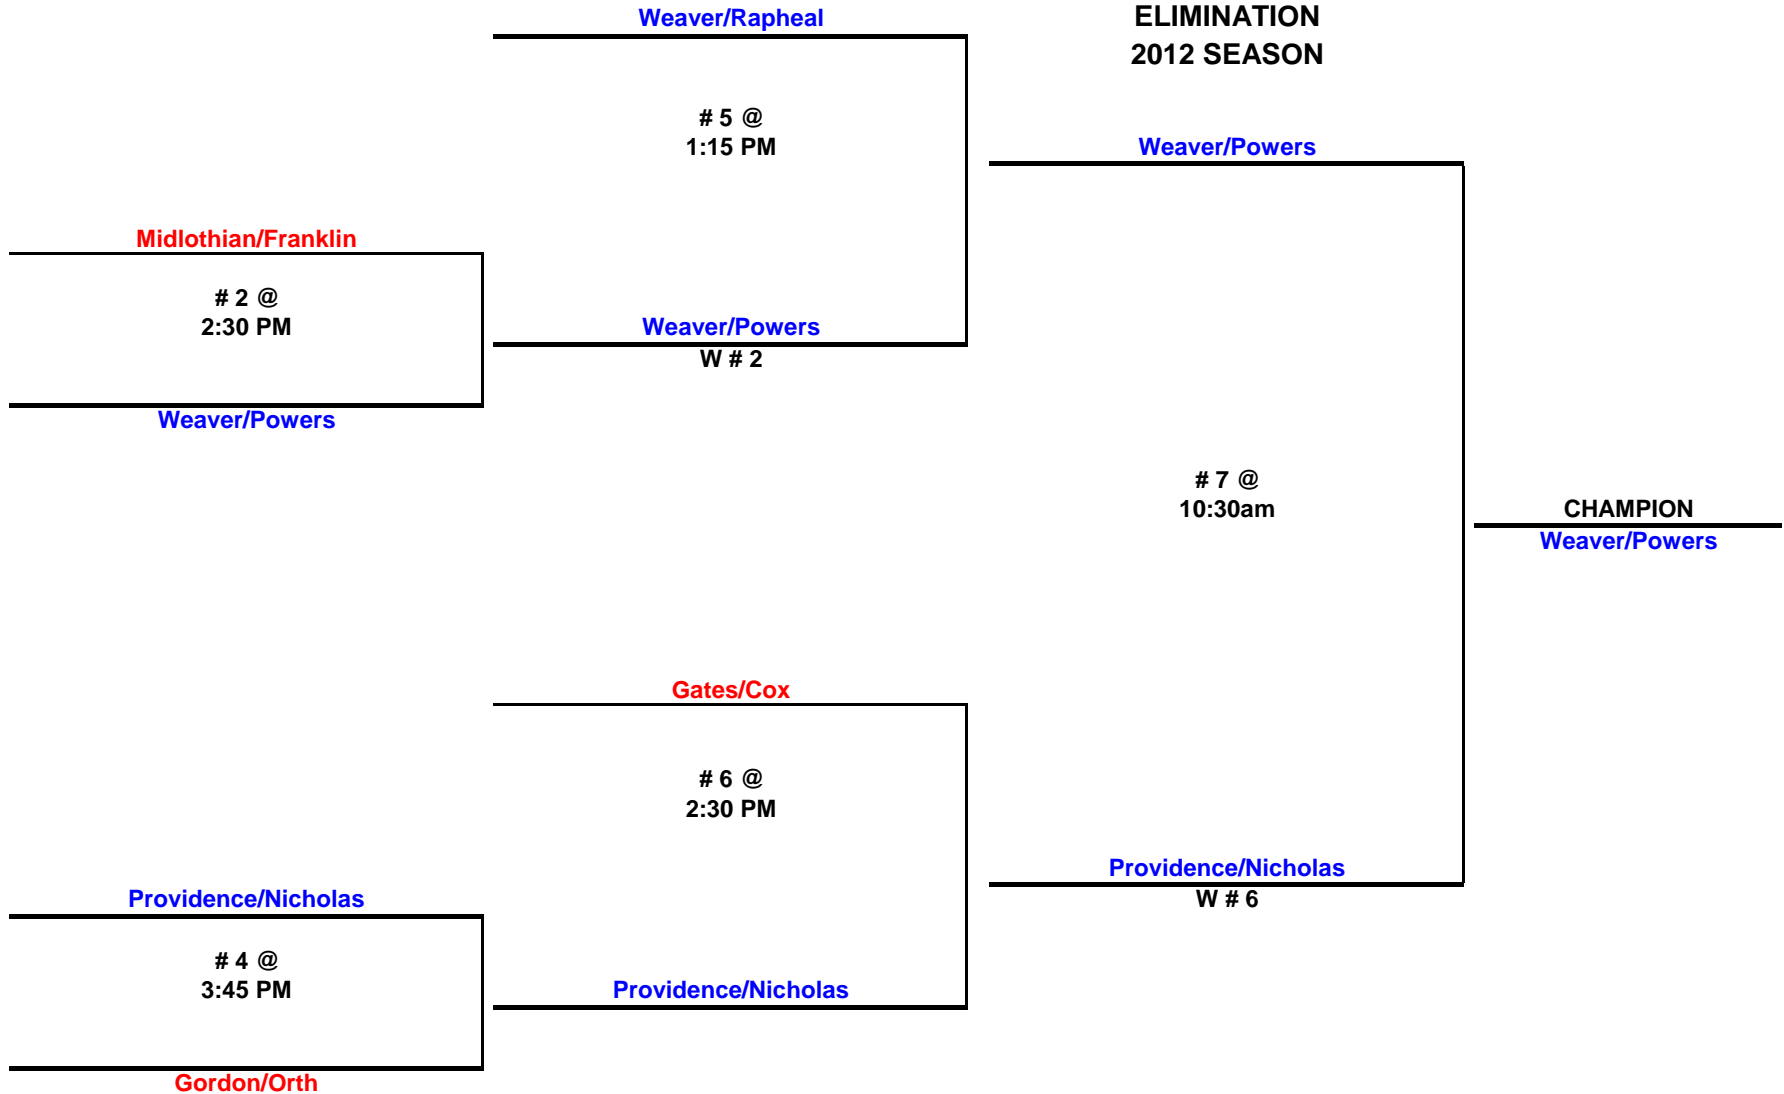 Weaver/Rapheal
ELIMINATION
2012 SEASON
# 5 @
1:15 PM
Weaver/Powers
Midlothian/Franklin
# 2 @
2:30 PM
Weaver/Powers
W # 2
Weaver/Powers
# 7 @
10:30am
CHAMPION
Weaver/Powers
Gates/Cox
# 6 @
2:30 PM
Providence/Nicholas
W # 6
Providence/Nicholas
# 4 @
3:45 PM
Providence/Nicholas
Gordon/Orth